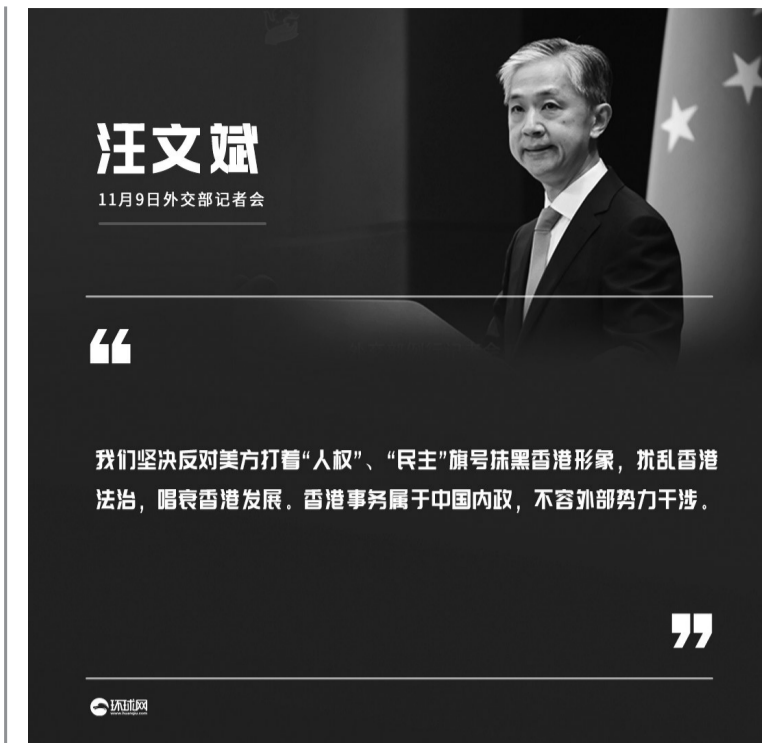 汪文斌
11月9日外交部记者会
“
我们坚决反对美方打着“人权”、“民主”旗号抹黑香港形象，扰乱香港
法治，唱衰香港发展。香港事务属于中国内政，不容外部势力干涉。
”
环球网
www.huanqiu.com